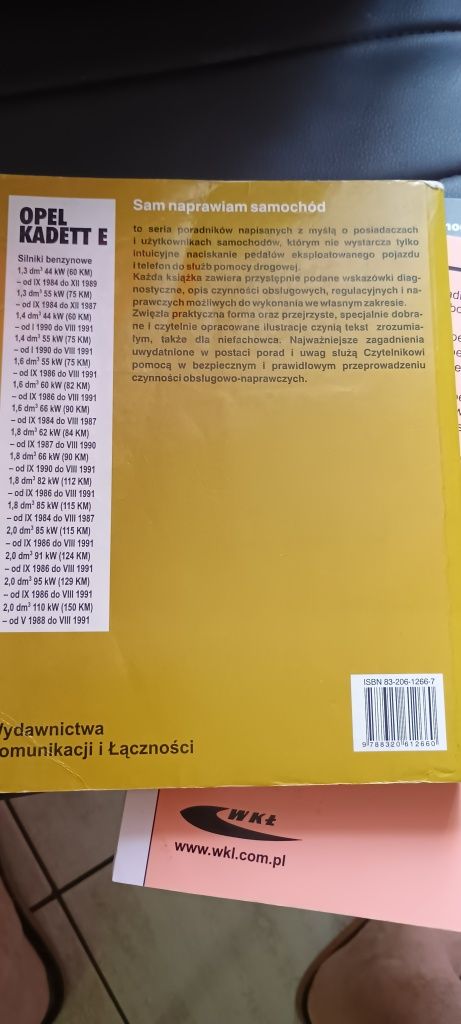 OPEL
KADETT E
Silniki benzynowe
1,3 dm³ 44 kW (60 KM)
– od IX 1984 do XII 1989
1,3 dm³ 55 kW (75 KM)
– od IX 1984 do XII 1987
1,4 dm³ 44 kW (60 KM)
– od I 1990 do VIII 1991
1,4 dm³ 55 kW (75 KM)
– od I 1990 do VIII 1991
1,6 dm³ 55 kW (75 KM)
– od IX 1986 do VIII 1991
1,6 dm³ 60 kW (82 KM)
– od IX 1986 do VIII 1991
1,6 dm³ 66 kW (90 KM)
– od IX 1984 do VIII 1987
1,8 dm³ 62 kW (84 KM)
– od IX 1987 do VIII 1990
1,8 dm³ 66 kW (90 KM)
– od IX 1990 do VIII 1991
1,8 dm³ 82 kW (112 KM)
– od IX 1986 do VIII 1991
1,8 dm³ 85 kW (115 KM)
– od IX 1984 do VIII 1987
2,0 dm³ 85 kW (115 KM)
– od IX 1986 do VIII 1991
2,0 dm³ 91 kW (124 KM)
– od IX 1986 do VIII 1991
2,0 dm³ 95 kW (129 KM)
– od IX 1986 do VIII 1991
2,0 dm³ 110 kW (150 KM)
– od V 1988 do VIII 1991
Sam naprawiam samochód
to seria poradników napisanych z myślą o posiadaczach
i użytkownikach samochodów, którym nie wystarcza tylko
intuicyjne naciskanie pedałów eksploatowanego pojazdu
i telefon do służb pomocy drogowej.
Każda książka zawiera przystępnie podane wskazówki diag-
nostyczne, opis czynności obsługowych, regulacyjnych i na-
prawczych możliwych do wykonania we własnym zakresie.
Zwięzła praktyczna forma oraz przejrzyste, specjalnie dobra-
ne i czytelnie opracowane ilustracje czynią tekst zrozumia-
łym, także dla niefachowca. Najważniejsze zagadnienia
uwydatnione w postaci porad i uwag służą Czytelnikowi
pomocą w bezpiecznym i prawidłowym przeprowadzeniu
czynności obsługowo-naprawczych.
ydawnictwa
omunikacji i Łączności
ISBN 83-206-1266-7
9 788320 612660
WKŁ
www.wkl.com.pl